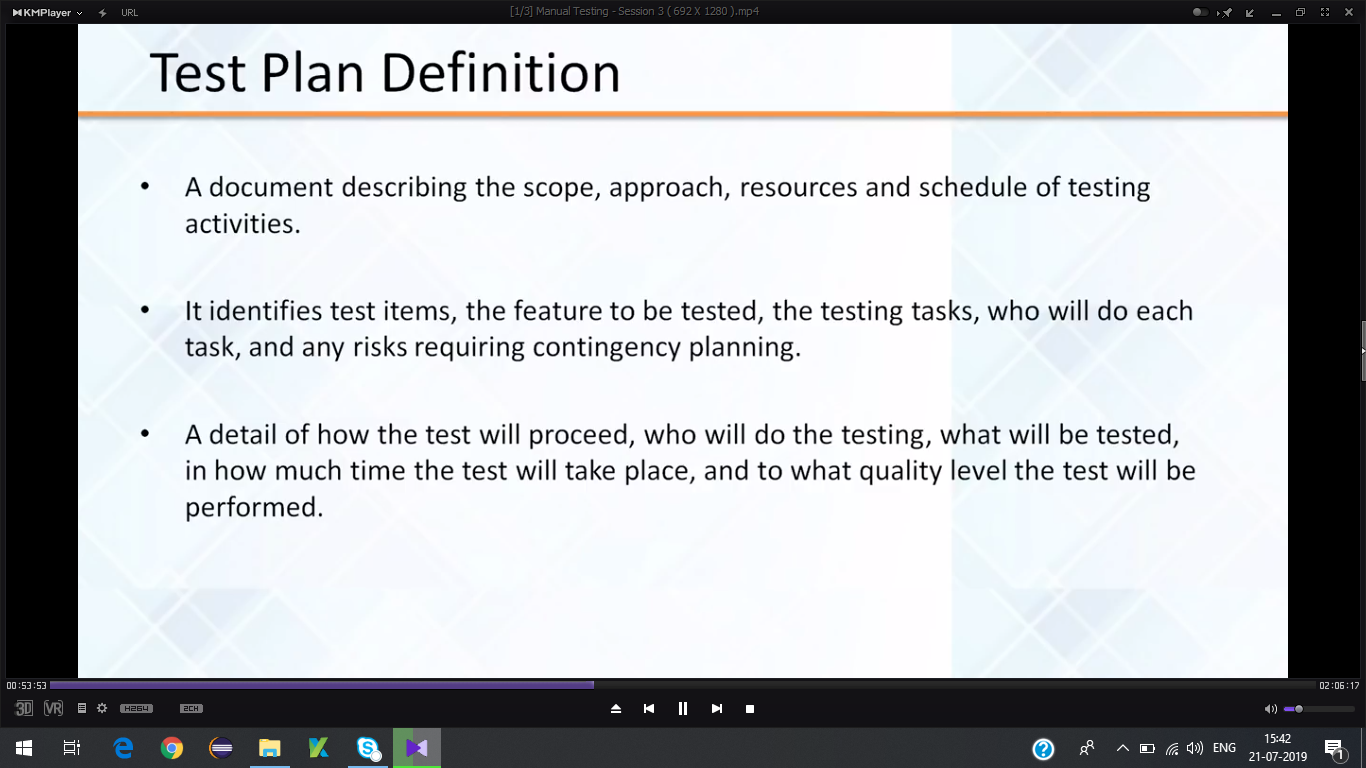 KMPlayer URL [1/3] Manual Testing - Session 3 ( 692 X 1280 ).mp4
Test Plan Definition
• A document describing the scope, approach, resources and schedule of testing
activities.
• It identifies test items, the feature to be tested, the testing tasks, who will do each
task, and any risks requiring contingency planning.
• A detail of how the test will proceed, who will do the testing, what will be tested,
in how much time the test will take place, and to what quality level the test will be
performed.
00:53:53 02:06:17
3D VR H264 2CH
ENG 15:42
21-07-2019 1